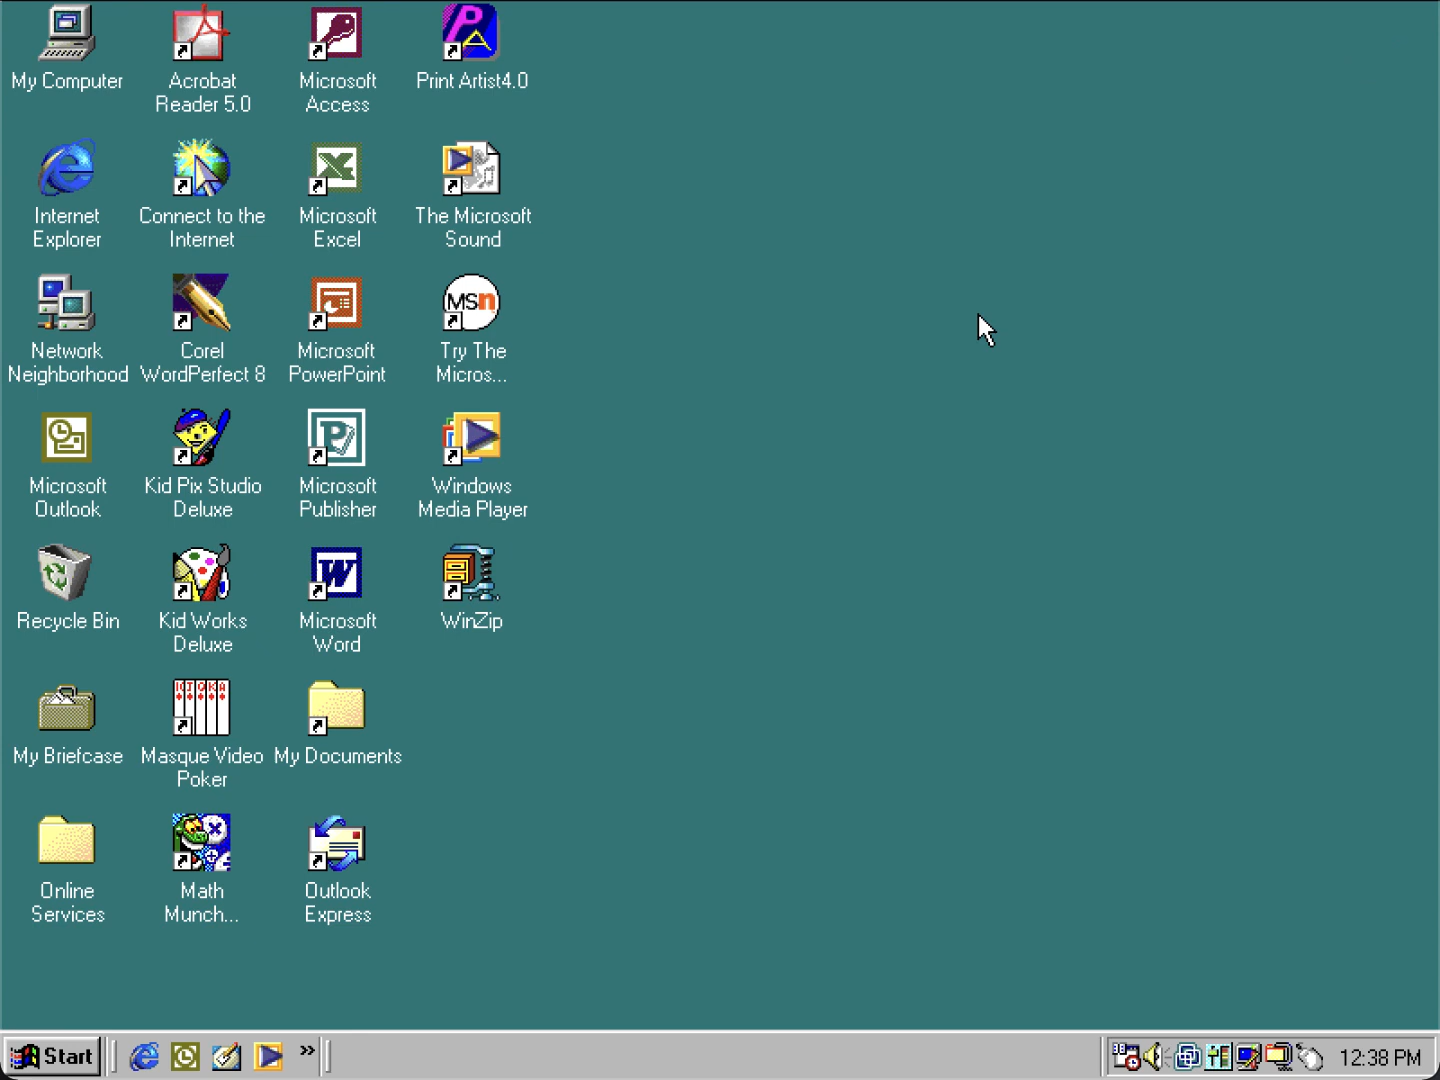 My Computer
Acrobat
Reader 5.0
Microsoft
Access
Print Artist4.0
Internet
Explorer
Connect to the
Internet
Microsoft
Excel
The Microsoft
Sound
Network
Neighborhood
Corel
WordPerfect 8
Microsoft
PowerPoint
MSn
Try The
Micros...
Microsoft
Outlook
Kid Pix Studio
Deluxe
Microsoft
Publisher
Windows
Media Player
Recycle Bin
Kid Works
Deluxe
Microsoft
Word
WinZip
My Briefcase
Masque Video
Poker
My Documents
Online
Services
Math
Munch...
Outlook
Express
Start
12:38 PM